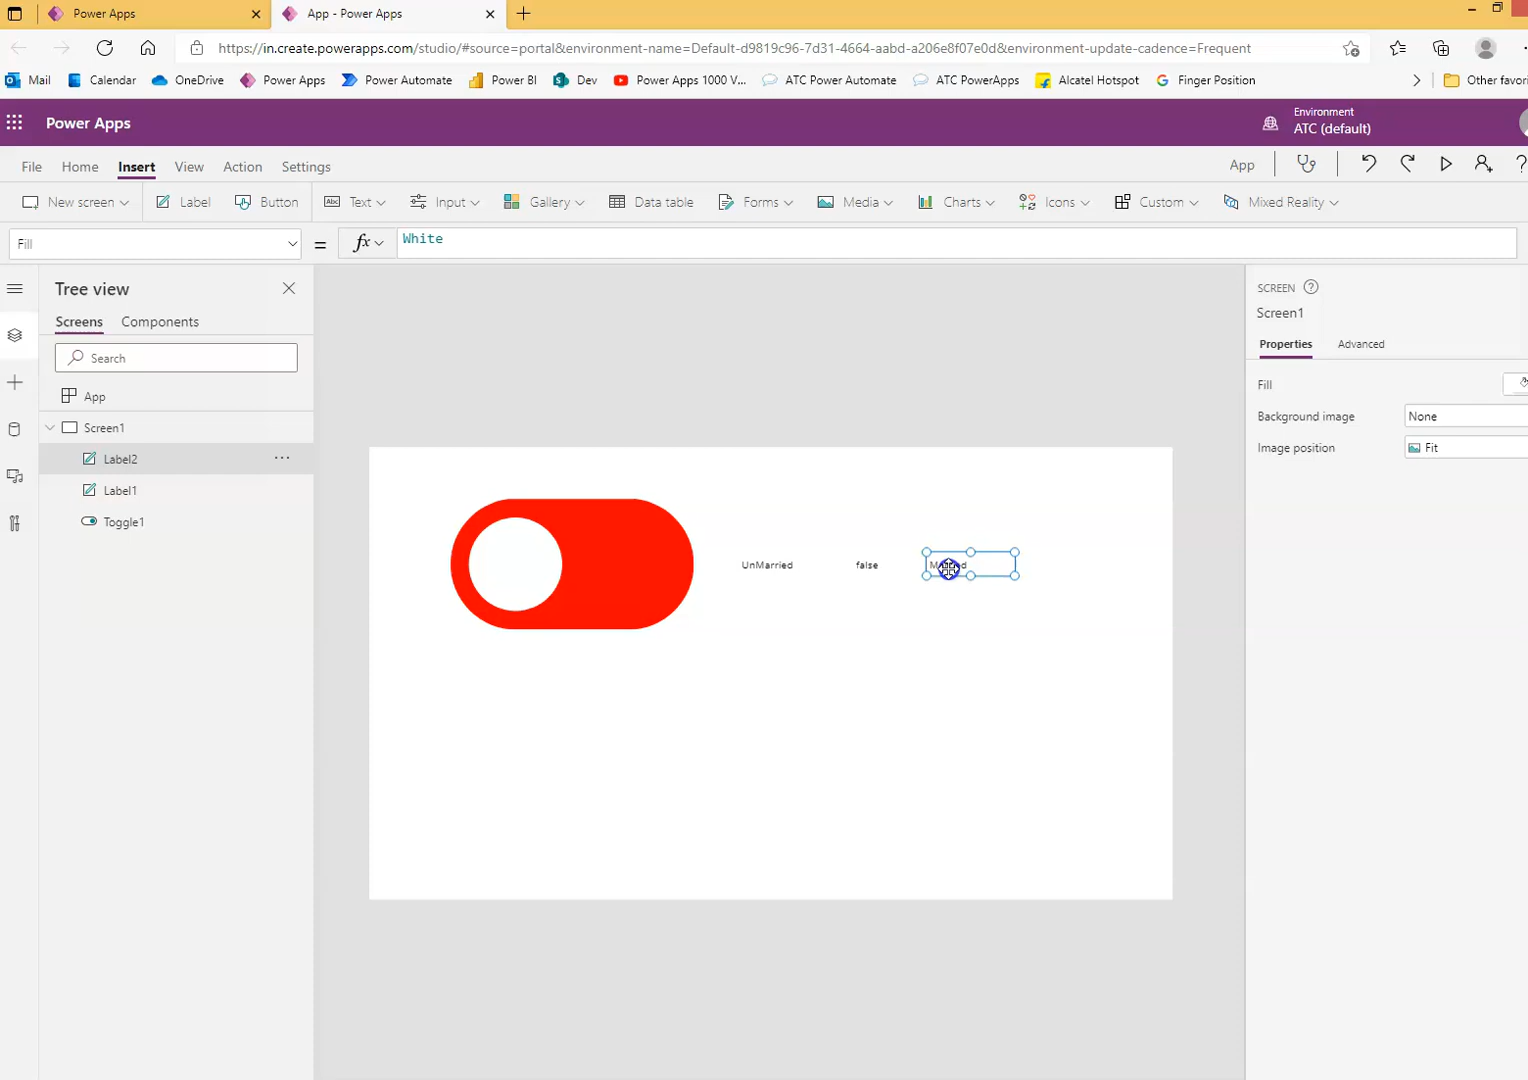 Power Apps
App - Power Apps
https://in.create.powerapps.com/studio/#source=portal&environment-name=Default-d9819c96-7d31-4664-aabd-a206e8f07e0d&environment-update-cadence=Frequent
Mail Calendar OneDrive Power Apps Power Automate Power BI Dev Power Apps 1000 V... ATC Power Automate ATC PowerApps Alcatel Hotspot Finger Position Other favori
Power Apps
Environment
ATC (default)
File Home Insert View Action Settings App
New screen Label Button Text Input Gallery Data table Forms Media Charts Icons Custom Mixed Reality
Fill = fx White
Tree view
Screens Components
Search
App
Screen1
Label2
Label1
Toggle1
UnMarried false
SCREEN
Screen1
Properties Advanced
Fill
Background image None
Image position Fit